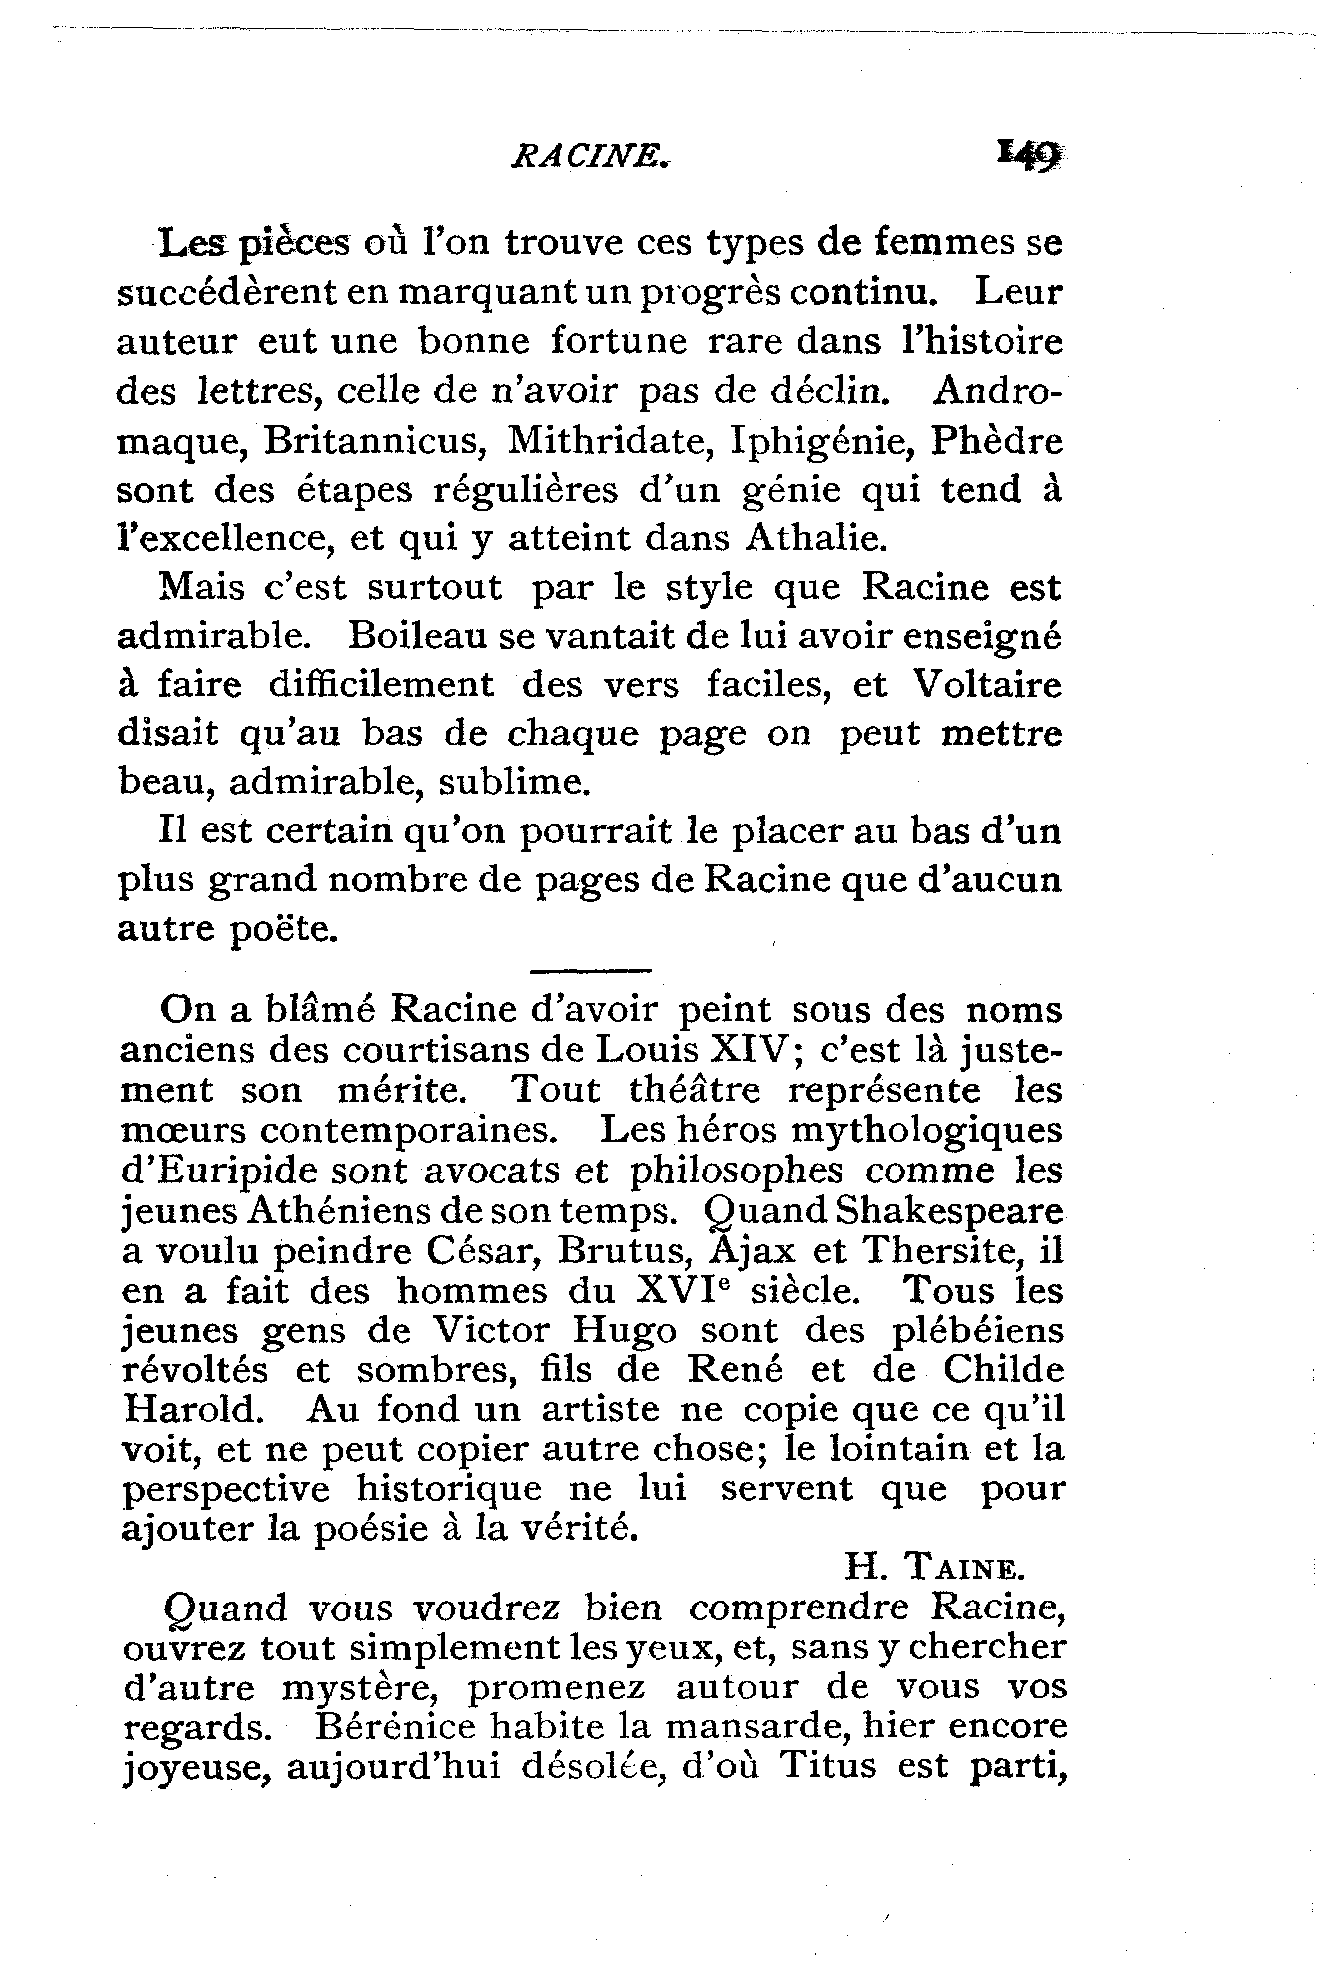 RACINE. 149
Les pièces où l'on trouve ces types de femmes se
succédèrent en marquant un progrès continu. Leur
auteur eut une bonne fortune rare dans l'histoire
des lettres, celle de n'avoir pas de déclin. Andro-
maque, Britannicus, Mithridate, Iphigénie, Phèdre
sont des étapes régulières d'un génie qui tend à
l'excellence, et qui y atteint dans Athalie.
Mais c'est surtout par le style que Racine est
admirable. Boileau se vantait de lui avoir enseigné
à faire difficilement des vers faciles, et Voltaire
disait qu'au bas de chaque page on peut mettre
beau, admirable, sublime.
Il est certain qu'on pourrait le placer au bas d'un
plus grand nombre de pages de Racine que d'aucun
autre poëte.
On a blâmé Racine d'avoir peint sous des noms
anciens des courtisans de Louis XIV; c'est là juste-
ment son mérite. Tout théâtre représente les
mœurs contemporaines. Les héros mythologiques
d'Euripide sont avocats et philosophes comme les
jeunes Athéniens de son temps. Quand Shakespeare
a voulu peindre César, Brutus, Ajax et Thersite, il
en a fait des hommes du XVIe siècle. Tous les
jeunes gens de Victor Hugo sont des plébéiens
révoltés et sombres, fils de René et de Childe
Harold. Au fond un artiste ne copie que ce qu'il
voit, et ne peut copier autre chose; le lointain et la
perspective historique ne lui servent que pour
ajouter la poésie à la vérité.
H. TAINE.
Quand vous voudrez bien comprendre Racine,
ouvrez tout simplement les yeux, et, sans y chercher
d'autre mystère, promenez autour de vous vos
regards. Bérénice habite la mansarde, hier encore
joyeuse, aujourd'hui désolée, d'où Titus est parti,